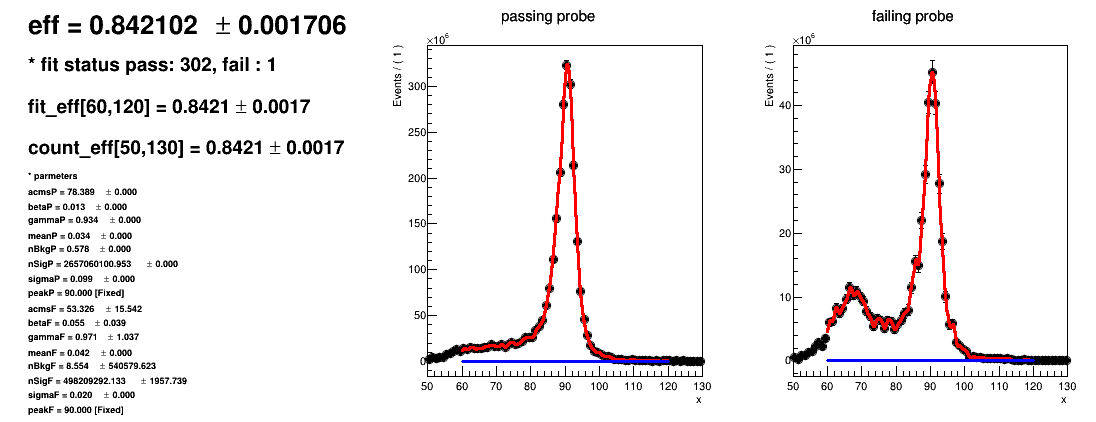 eff = 0.842102 ± 0.001706
* fit status pass: 302, fail : 1
fit_eff[60,120] = 0.8421 ± 0.0017
count_eff[50,130] = 0.8421 ± 0.0017
* parmeters
acmsP = 78.389 ± 0.000
betaP = 0.013 ± 0.000
gammaP = 0.934 ± 0.000
meanP = 0.034 ± 0.000
nBkgP = 0.578 ± 0.000
nSigP = 2657060100.953 ± 0.000
sigmaP = 0.099 ± 0.000
peakP = 90.000 [Fixed]
acmsF = 53.326 ± 15.542
betaF = 0.055 ± 0.039
gammaF = 0.971 ± 1.037
meanF = 0.042 ± 0.000
nBkgF = 8.554 ± 540579.623
nSigF = 498209292.133 ± 1957.739
sigmaF = 0.020 ± 0.000
peakF = 90.000 [Fixed]
passing probe
×10⁶
Events / ( 1 )
300
250
200
150
100
50
0
50 60 70 80 90 100 110 120 130
x
failing probe
×10⁶
Events / ( 1 )
40
30
20
10
0
50 60 70 80 90 100 110 120 130
x